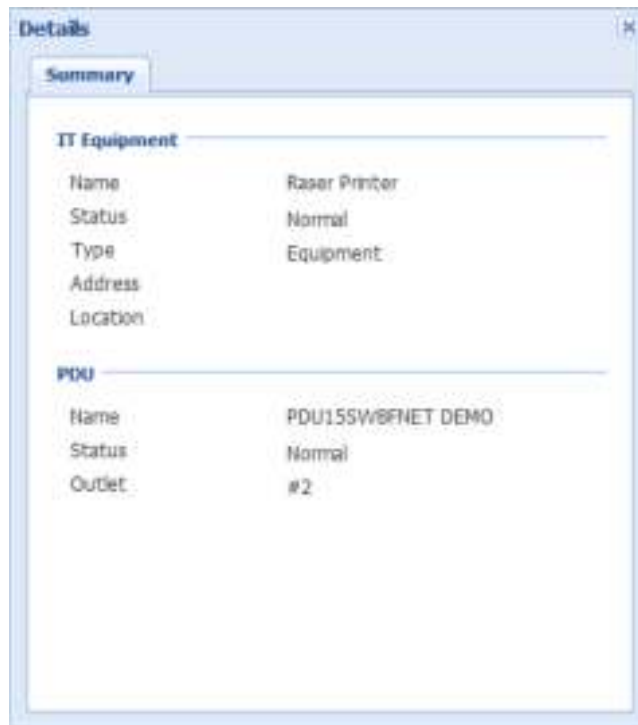 Details
Summary
IT Equipment
Name Raser Printer
Status Normal
Type Equipment
Address
Location
PDU
Name PDU15SW8FNET DEMO
Status Normal
Outlet #2